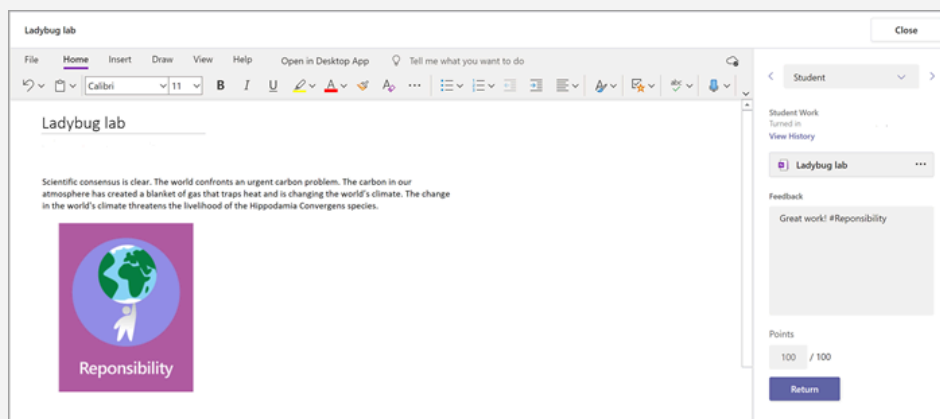 Ladybug lab
Close
File Home Insert Draw View Help Open in Desktop App Tell me what you want to do
Calibri 11 B I U
Student
Ladybug lab
Student Work
Turned in
View History
Ladybug lab
Scientific consensus is clear. The world confronts an urgent carbon problem. The carbon in our
atmosphere has created a blanket of gas that traps heat and is changing the world's climate. The change
in the world's climate threatens the livelihood of the Hippodamia Convergens species.
Reponsibility
Feedback
Great work! #Reponsibility
Points
100 / 100
Return